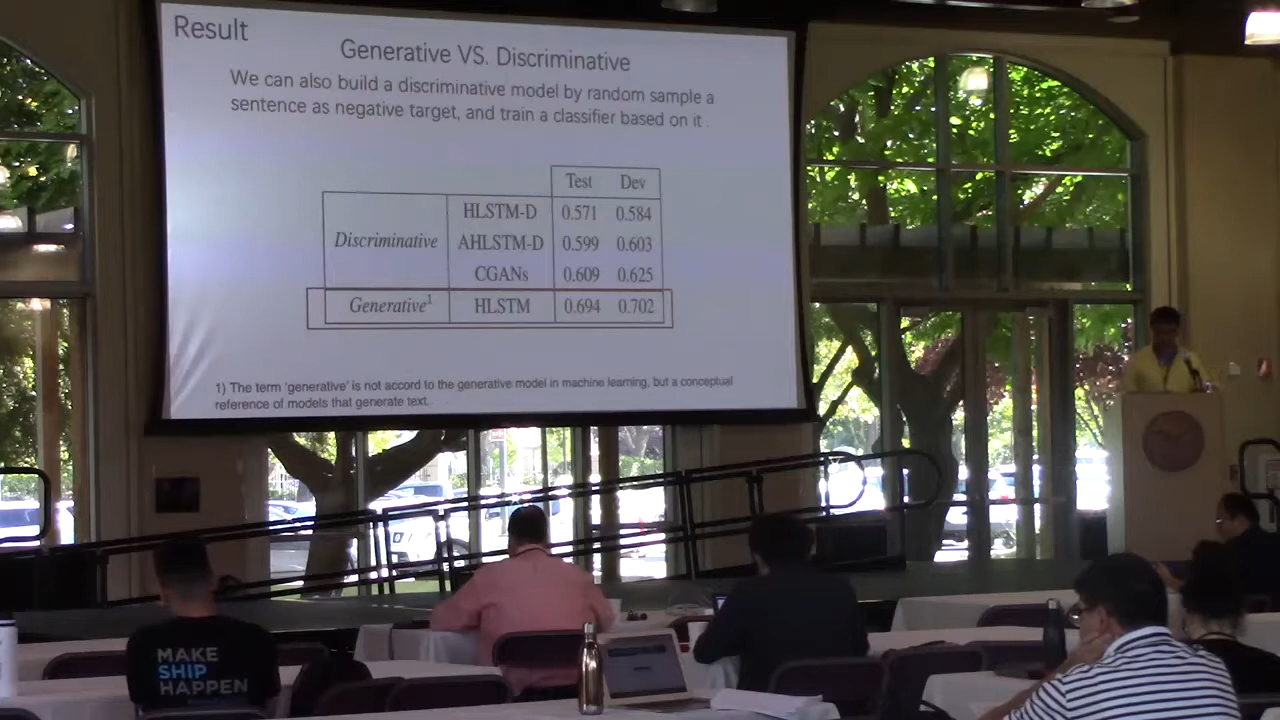 Result
Generative VS. Discriminative
We can also build a discriminative model by random sample a
sentence as negative target, and train a classifier based on it .
Test Dev
HLSTM-D 0.571 0.584
Discriminative AHLSTM-D 0.599 0.603
CGANs 0.609 0.625
Generative1 HLSTM 0.694 0.702
1) The term ‘generative’ is not accord to the generative model in machine learning, but a conceptual
reference of models that generate text.
MAKE
SHIP
HAPPEN